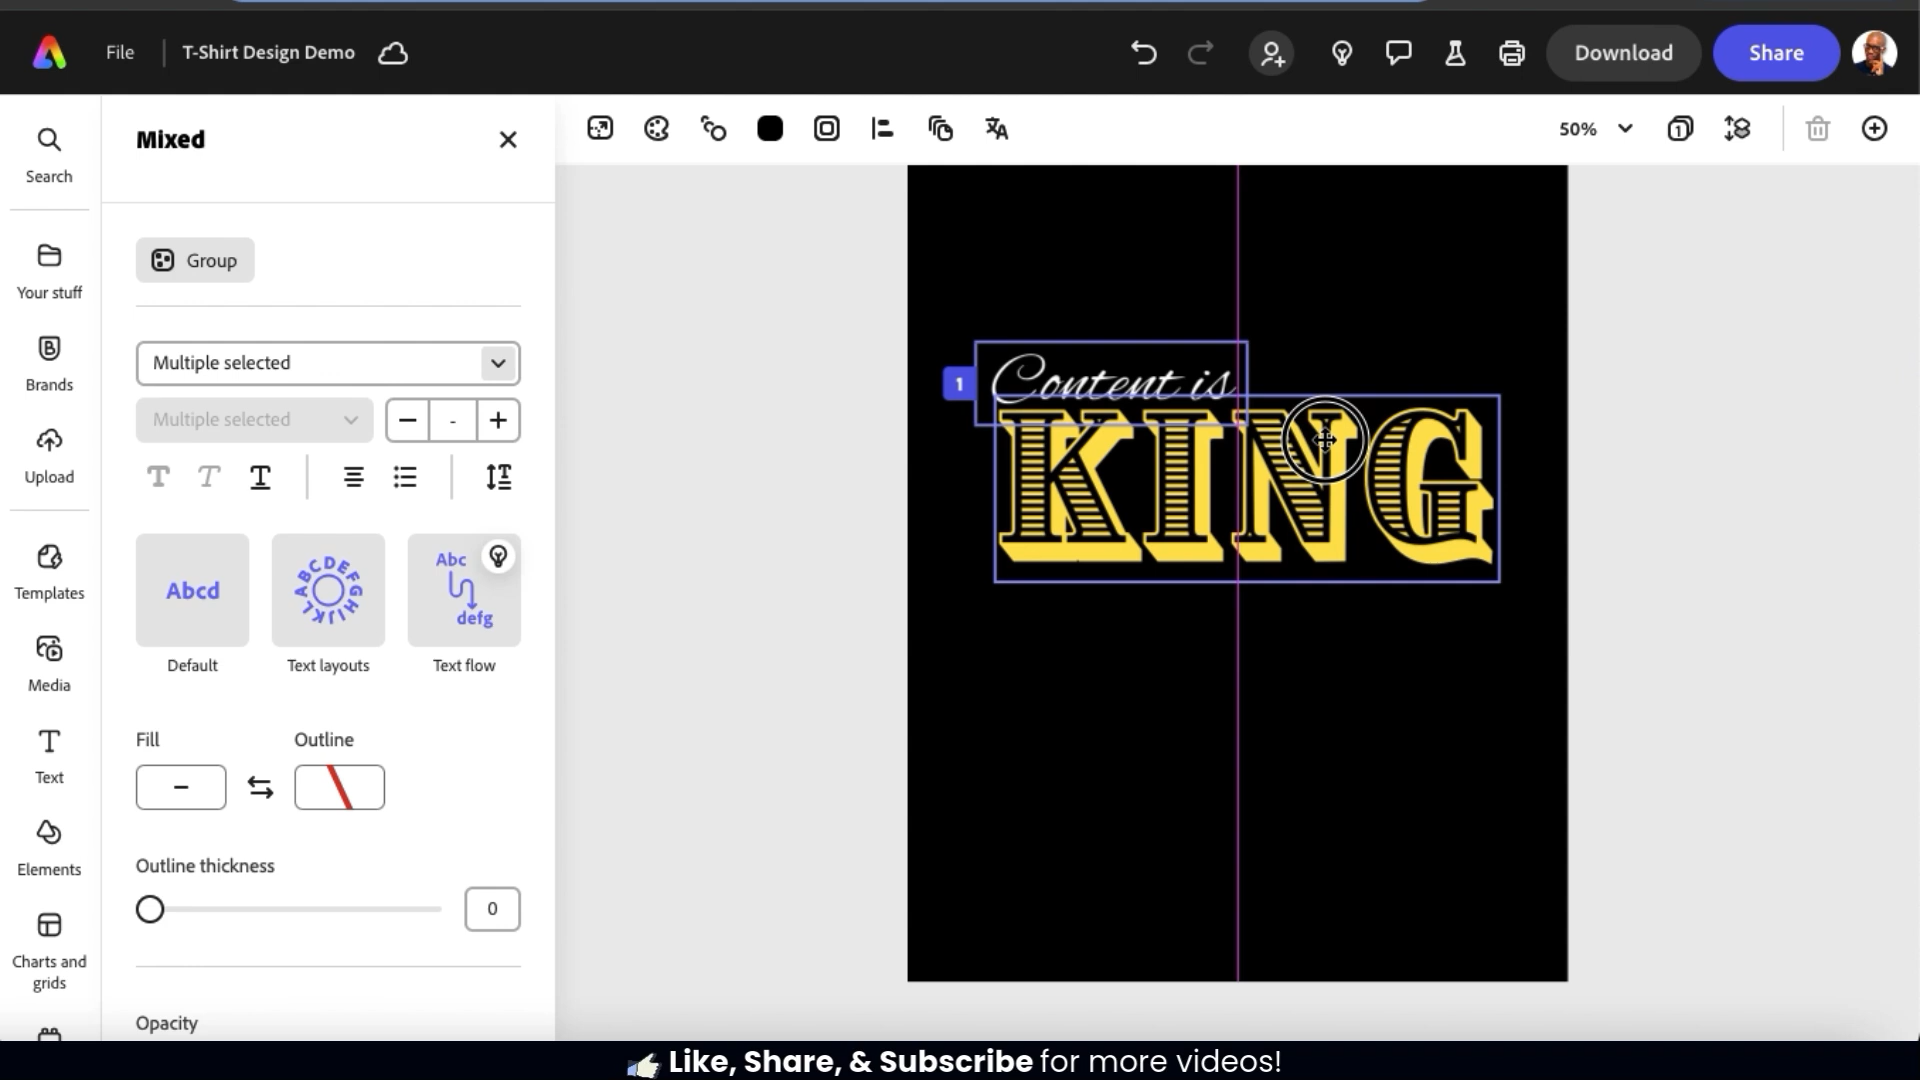 File
T-Shirt Design Demo
Download
Share
Search
Your stuff
Brands
Upload
Templates
Media
Text
Elements
Charts and
grids
Mixed
Group
Multiple selected
Multiple selected
-
T T T
Abcd
Default
ABCDEFGHIJKL
Text layouts
Abc
defg
Text flow
Fill
Outline
Outline thickness
0
Opacity
50%
1
1
Content is
KING
Like, Share, & Subscribe for more videos!